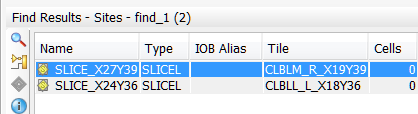 Find Results - Sites - find_1 (2)
Name Type IOB Alias Tile Cells
SLICE_X27Y39 SLICEL CLBLM_R_X19Y39 0
SLICE_X24Y36 SLICEL CLBLL_L_X18Y36 0